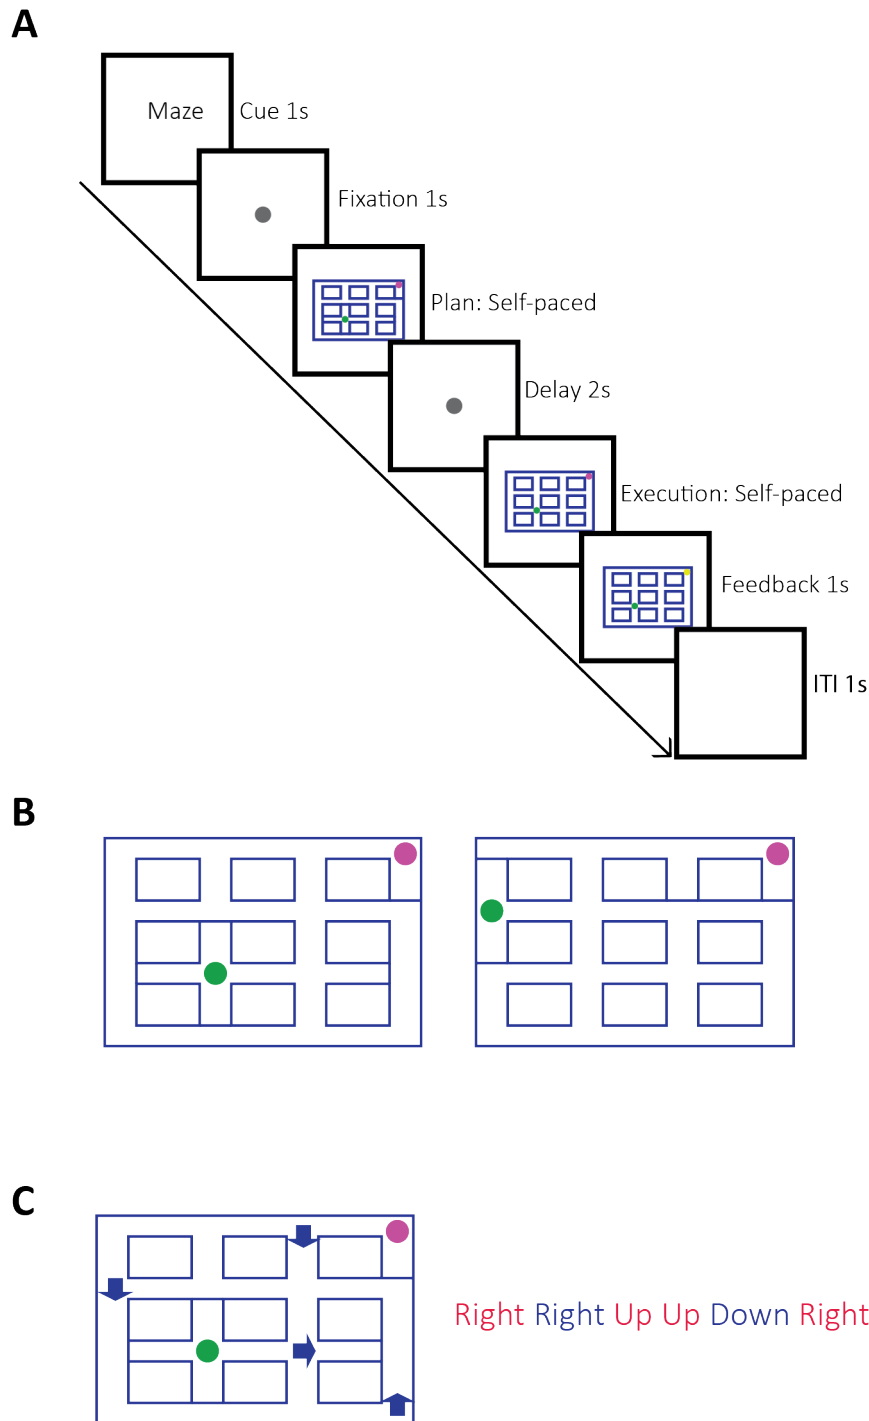 A
Maze
Cue 1s
Fixation 1s
Plan: Self-paced
Delay 2s
Execution: Self-paced
Feedback 1s
ITI 1s
B
C
Right Right Up Up Down Right